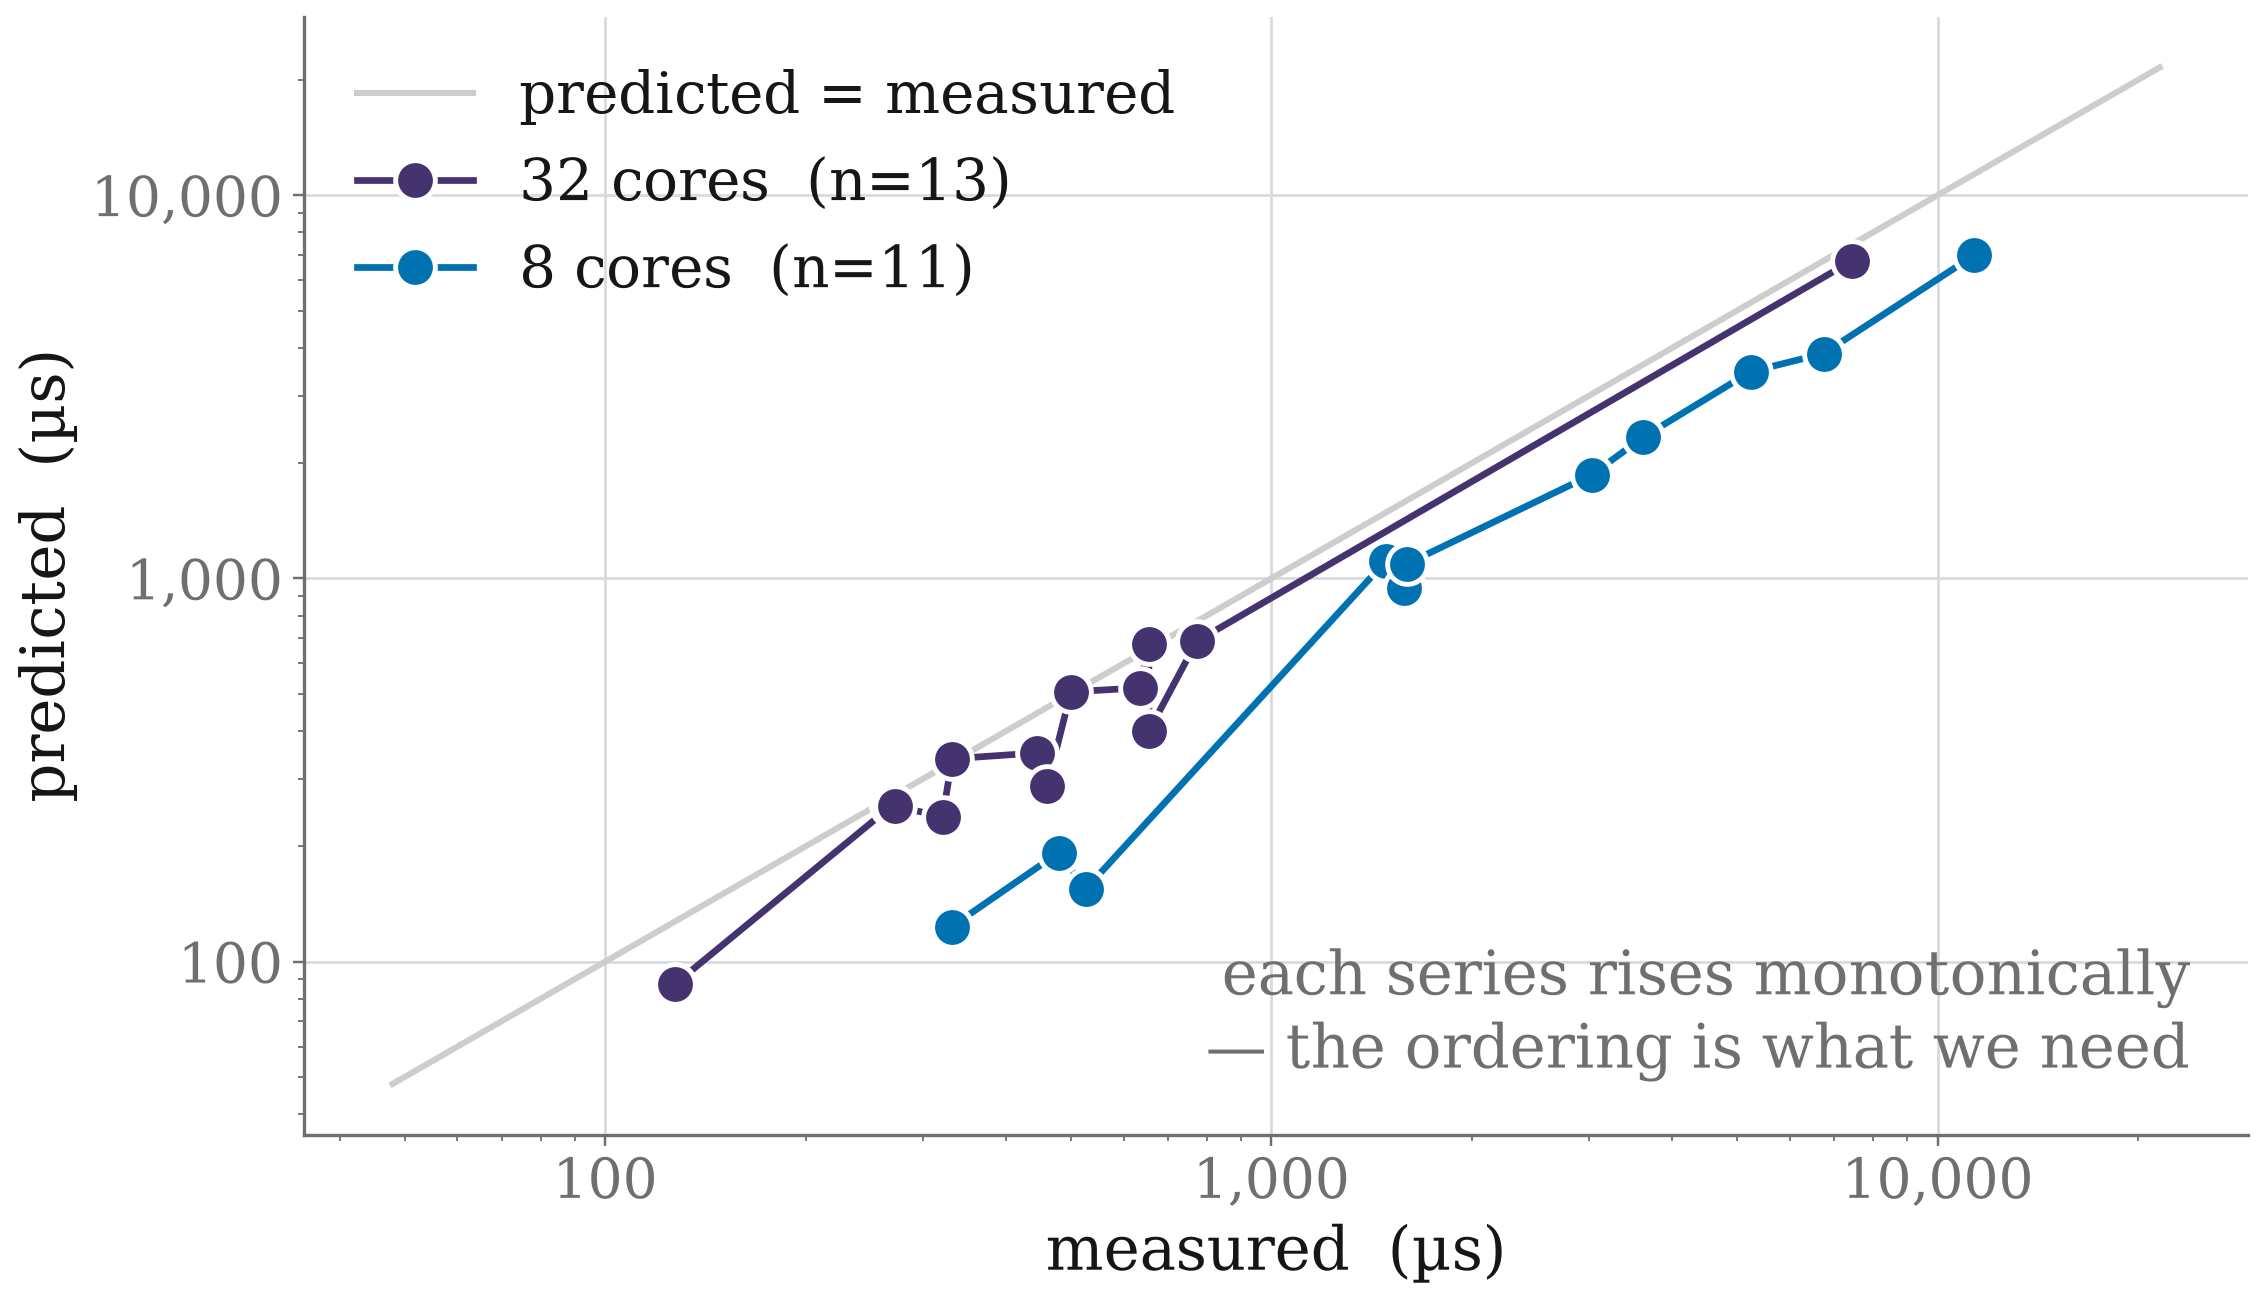 predicted = measured
32 cores (n=13)
8 cores (n=11)
10,000
1,000
100
predicted (µs)
each series rises monotonically
— the ordering is what we need
100
1,000
10,000
measured (µs)